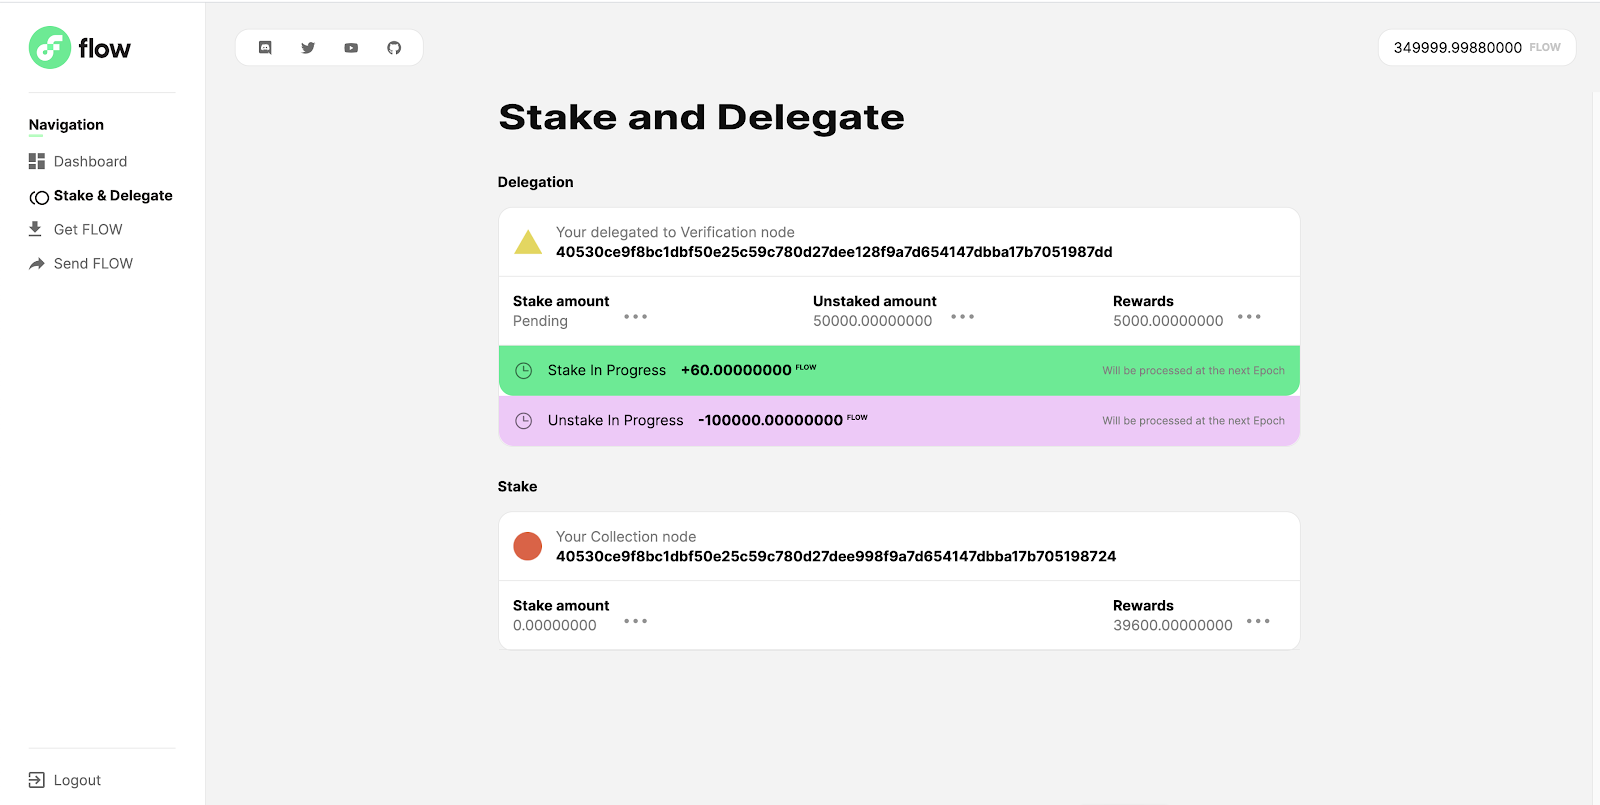 flow
349999.99880000 FLOW
Navigation
Dashboard
Stake & Delegate
Get FLOW
Send FLOW
Logout
Stake and Delegate
Delegation
Your delegated to Verification node
40530ce9f8bc1dbf50e25c59c780d27dee128f9a7d654147dbba17b7051987dd
Stake amount
Pending
Unstaked amount
50000.00000000
Rewards
5000.00000000
Stake In Progress +60.00000000 FLOW Will be processed at the next Epoch
Unstake In Progress -100000.00000000 FLOW Will be processed at the next Epoch
Stake
Your Collection node
40530ce9f8bc1dbf50e25c59c780d27dee998f9a7d654147dbba17b705198724
Stake amount
0.00000000
Rewards
39600.00000000